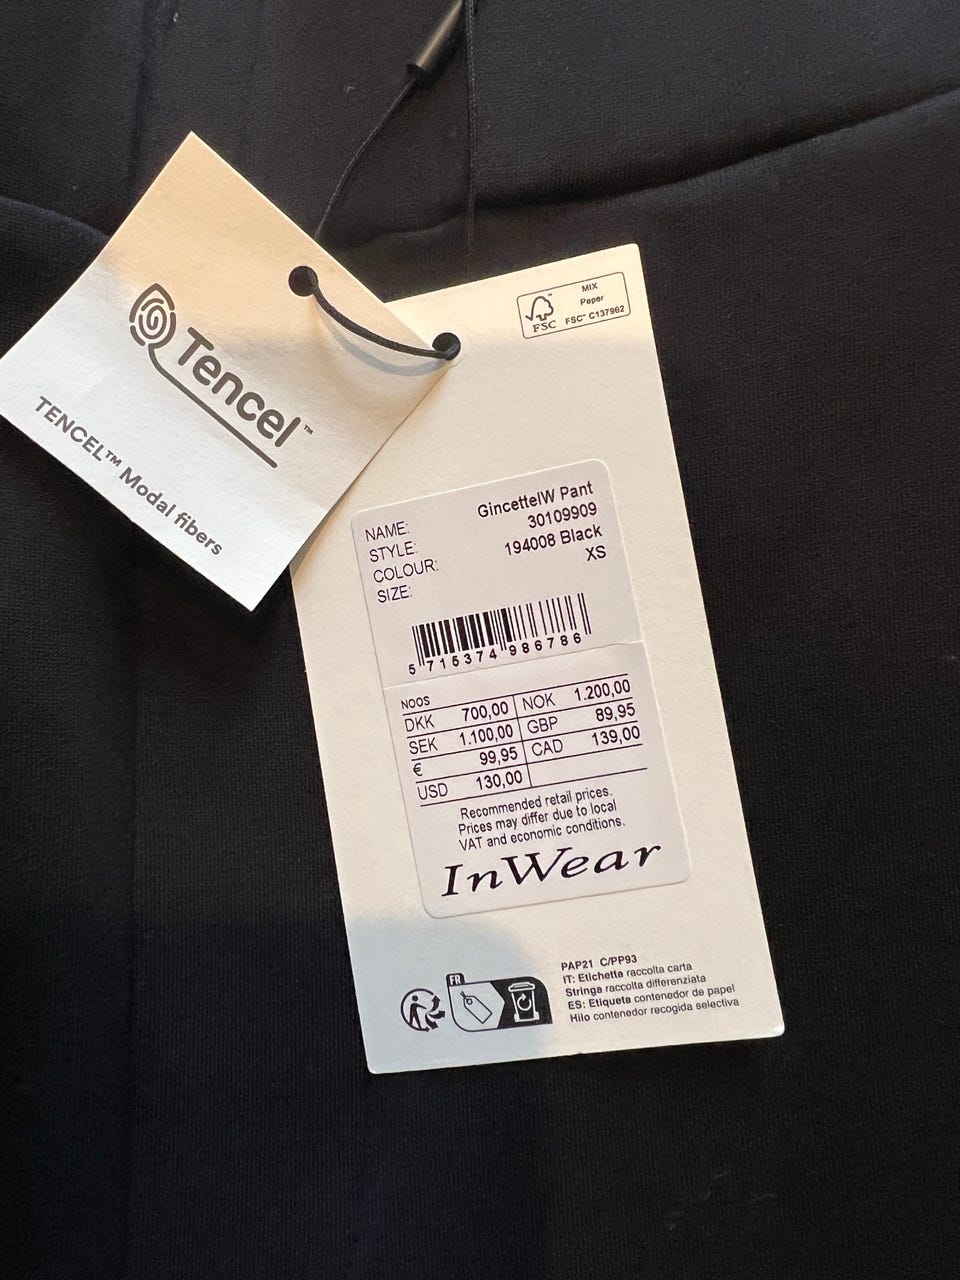 Tencel™
TENCEL™ Modal fibers
MIX
Paper
FSC
FSC™ C137962
NAME: GincetteIW Pant
STYLE: 30109909
COLOUR: 194008 Black
SIZE: XS
5 715374 986786
NOOS
DKK 700,00 NOK 1.200,00
SEK 1.100,00 GBP 89,95
€ 99,95 CAD 139,00
USD 130,00
Recommended retail prices.
Prices may differ due to local
VAT and economic conditions.
InWear
FR
PAP21 C/PP93
IT: Etichetta raccolta carta
Stringa raccolta differenziata
ES: Etiqueta contenedor de papel
Hilo contenedor recogida selectiva